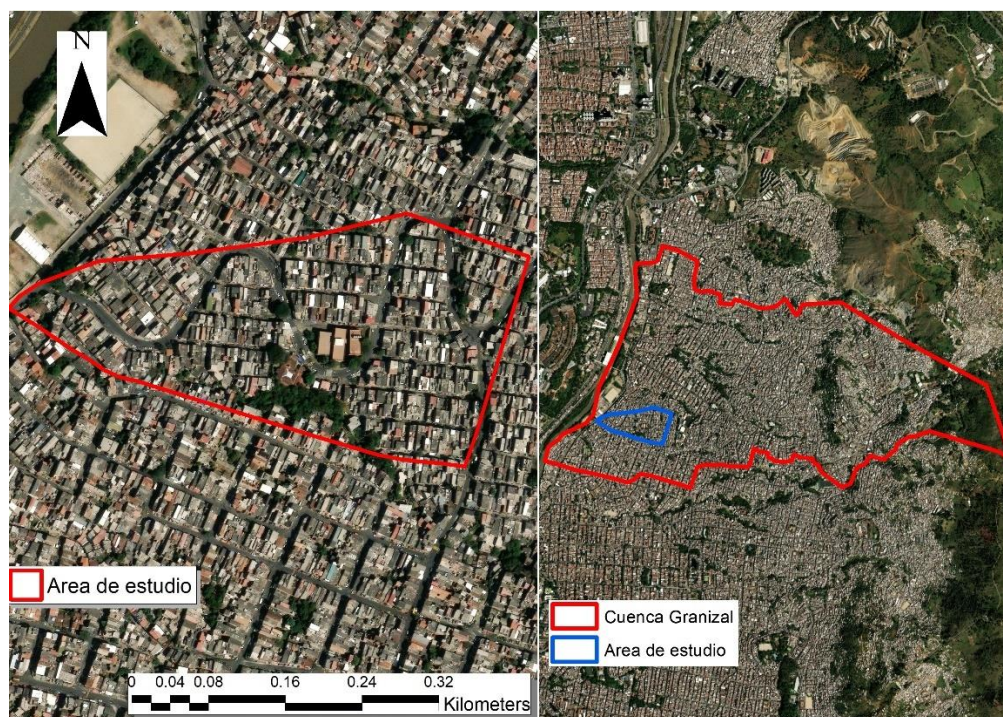 N
Area de estudio
0 0.04 0.08 0.16 0.24 0.32
Kilometers
Cuenca Granizal
Area de estudio